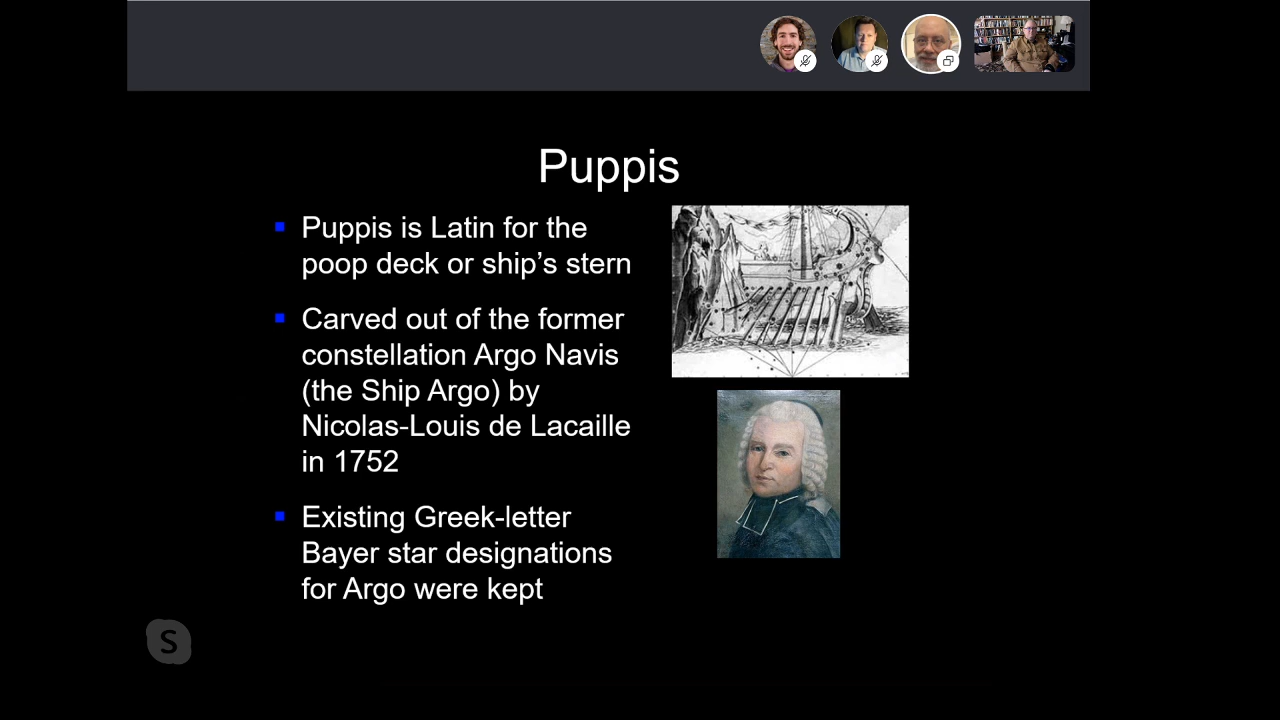 Puppis
Puppis is Latin for the
poop deck or ship’s stern
Carved out of the former
constellation Argo Navis
(the Ship Argo) by
Nicolas-Louis de Lacaille
in 1752
Existing Greek-letter
Bayer star designations
for Argo were kept
S